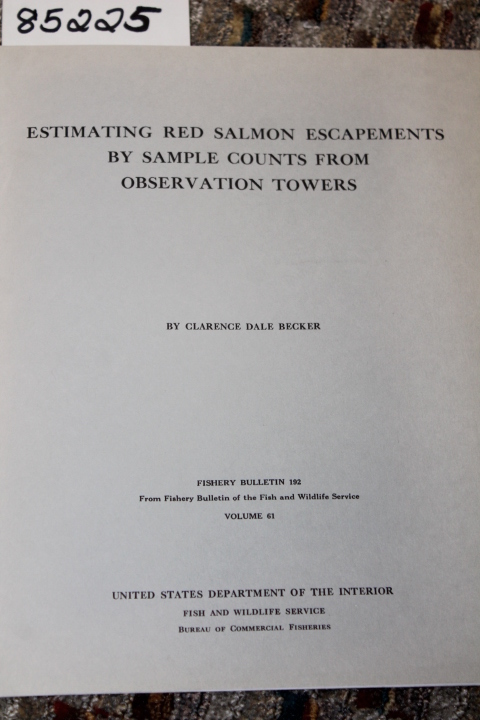 85225
ESTIMATING RED SALMON ESCAPEMENTS
BY SAMPLE COUNTS FROM
OBSERVATION TOWERS
BY CLARENCE DALE BECKER
FISHERY BULLETIN 192
From Fishery Bulletin of the Fish and Wildlife Service
VOLUME 61
UNITED STATES DEPARTMENT OF THE INTERIOR
FISH AND WILDLIFE SERVICE
BUREAU OF COMMERCIAL FISHERIES